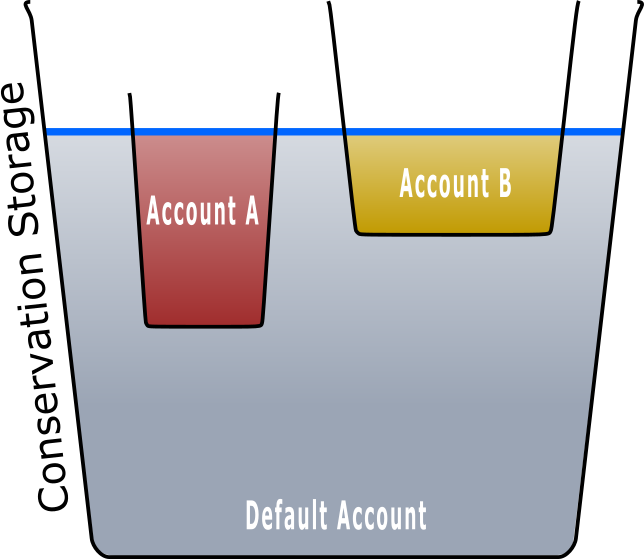 Conservation Storage
Account A
Account B
Default Account